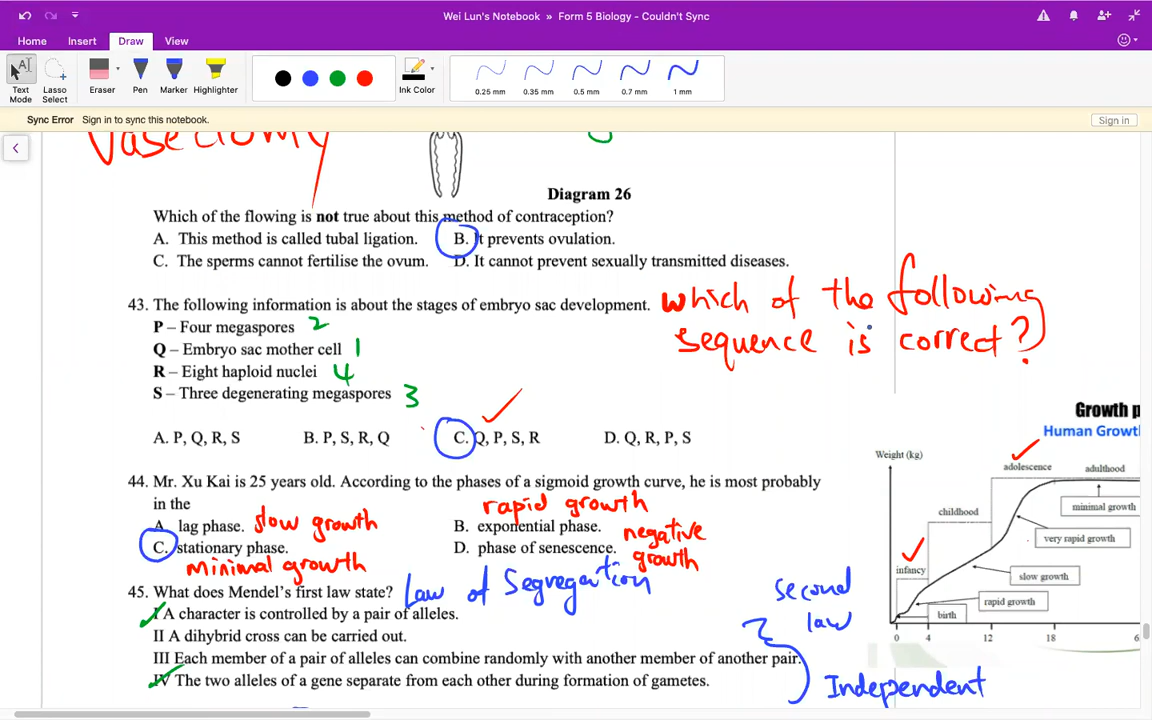 Wei Lun's Notebook » Form 5 Biology - Couldn't Sync
Home Insert Draw View
Text Mode
Lasso Select
Eraser
Pen
Marker
Highlighter
Ink Color
0.25 mm 0.35 mm 0.5 mm 0.7 mm 1 mm
Sync Error Sign in to sync this notebook.
Sign in
Vasectomy
Diagram 26
Which of the flowing is not true about this method of contraception?
A. This method is called tubal ligation. B. It prevents ovulation.
C. The sperms cannot fertilise the ovum. D. It cannot prevent sexually transmitted diseases.
43. The following information is about the stages of embryo sac development. which of the following
sequence is correct?
P – Four megaspores 2
Q – Embryo sac mother cell 1
R – Eight haploid nuclei 4
S – Three degenerating megaspores 3
A. P, Q, R, S B. P, S, R, Q C. Q, P, S, R D. Q, R, P, S
44. Mr. Xu Kai is 25 years old. According to the phases of a sigmoid growth curve, he is most probably
in the
A. lag phase. slow growth B. exponential phase. rapid growth
C. stationary phase. minimal growth D. phase of senescence. negative growth
45. What does Mendel's first law state? Law of Segregation
I A character is controlled by a pair of alleles.
II A dihybrid cross can be carried out.
III Each member of a pair of alleles can combine randomly with another member of another pair.
IV The two alleles of a gene separate from each other during formation of gametes.
second
law
Independent
Growth p
Human Growt
Weight (kg)
adolescence adulthood
minimal growth
childhood
very rapid growth
infancy
slow growth
rapid growth
birth
0 4 12 18 6